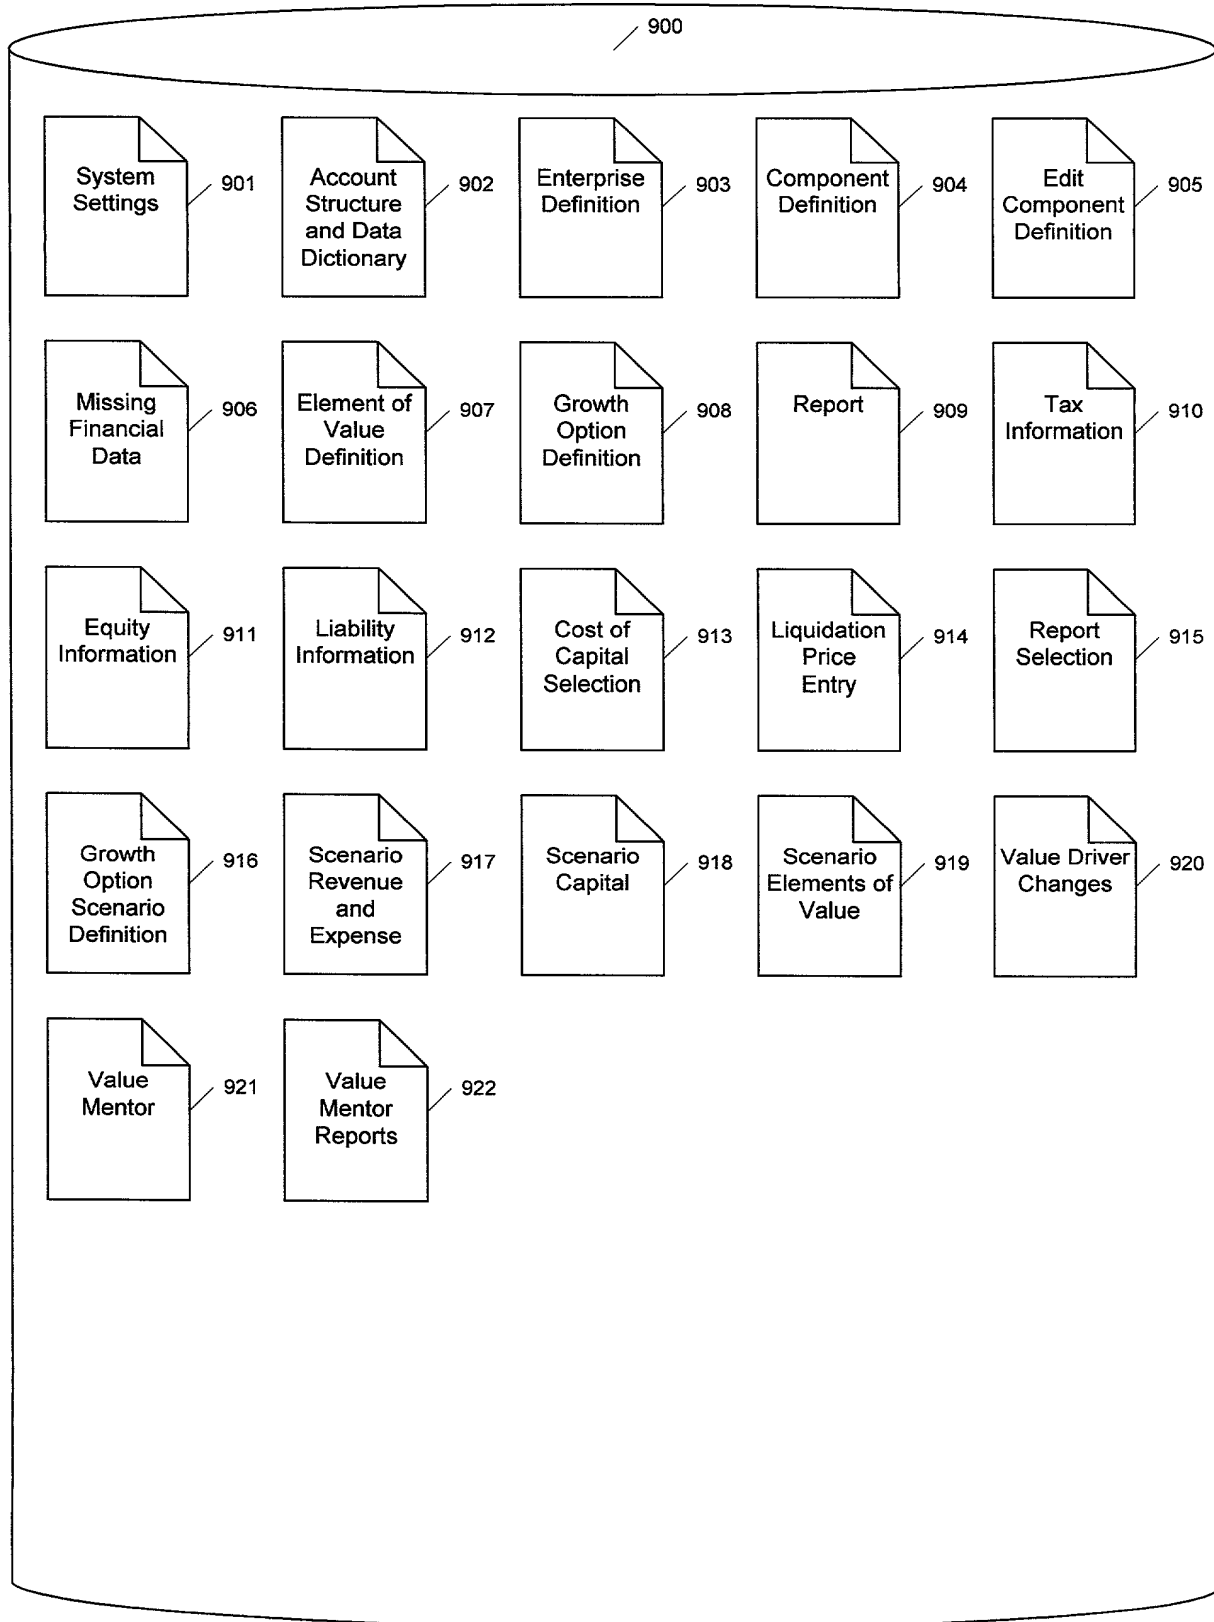 900
System
Settings
901
Account
Structure
and Data
Dictionary
902
Enterprise
Definition
903
Component
Definition
904
Edit
Component
Definition
905
Missing
Financial
Data
906
Element of
Value
Definition
907
Growth
Option
Definition
908
Report
909
Tax
Information
910
Equity
Information
911
Liability
Information
912
Cost of
Capital
Selection
913
Liquidation
Price
Entry
914
Report
Selection
915
Growth
Option
Scenario
Definition
916
Scenario
Revenue
and
Expense
917
Scenario
Capital
918
Scenario
Elements of
Value
919
Value Driver
Changes
920
Value
Mentor
921
Value
Mentor
Reports
922